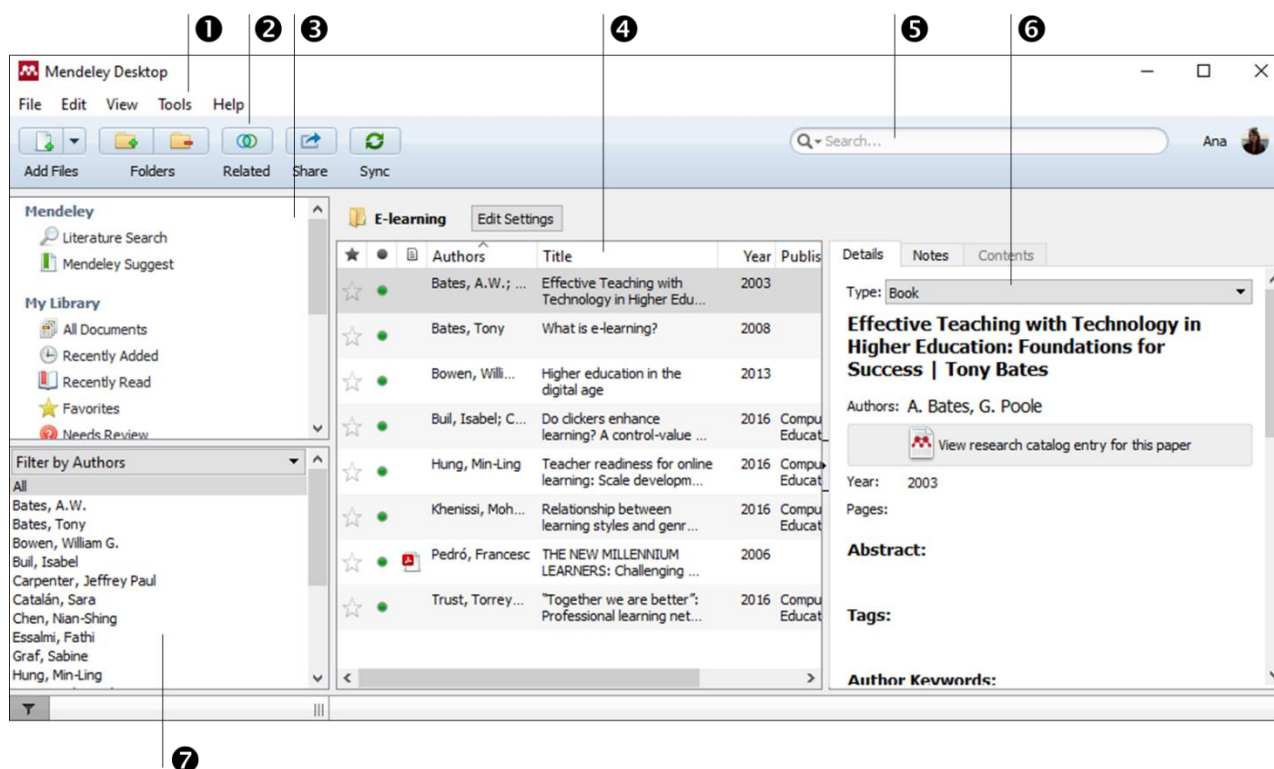 ❶ ❷ ❸ ❹ ❺ ❻
Mendeley Desktop
File Edit View Tools Help
Search...
Ana
Add Files Folders Related Share Sync
Mendeley
Literature Search
Mendeley Suggest
My Library
All Documents
Recently Added
Recently Read
Favorites
Needs Review
Filter by Authors
All
Bates, A.W.
Bates, Tony
Bowen, William G.
Buil, Isabel
Carpenter, Jeffrey Paul
Catalán, Sara
Chen, Nian-Shing
Essalmi, Fathi
Graf, Sabine
Hung, Min-Ling
E-learning Edit Settings
Authors Title Year Publis
Bates, A.W.; ... Effective Teaching with 2003
Technology in Higher Edu...
Bates, Tony What is e-learning? 2008
Bowen, Willi... Higher education in the 2013
digital age
Buil, Isabel; C... Do clickers enhance 2016 Compu
learning? A control-value ... Educat
Hung, Min-Ling Teacher readiness for online 2016 Compu
learning: Scale developm... Educat
Khenissi, Moh... Relationship between 2016 Compu
learning styles and genr... Educat
Pedró, Francesc THE NEW MILLENNIUM 2006
LEARNERS: Challenging ...
Trust, Torrey... "Together we are better": 2016 Compu
Professional learning net... Educat
Details Notes Contents
Type: Book
Effective Teaching with Technology in
Higher Education: Foundations for
Success | Tony Bates
Authors: A. Bates, G. Poole
View research catalog entry for this paper
Year: 2003
Pages:
Abstract:
Tags:
Author Keywords:
❼